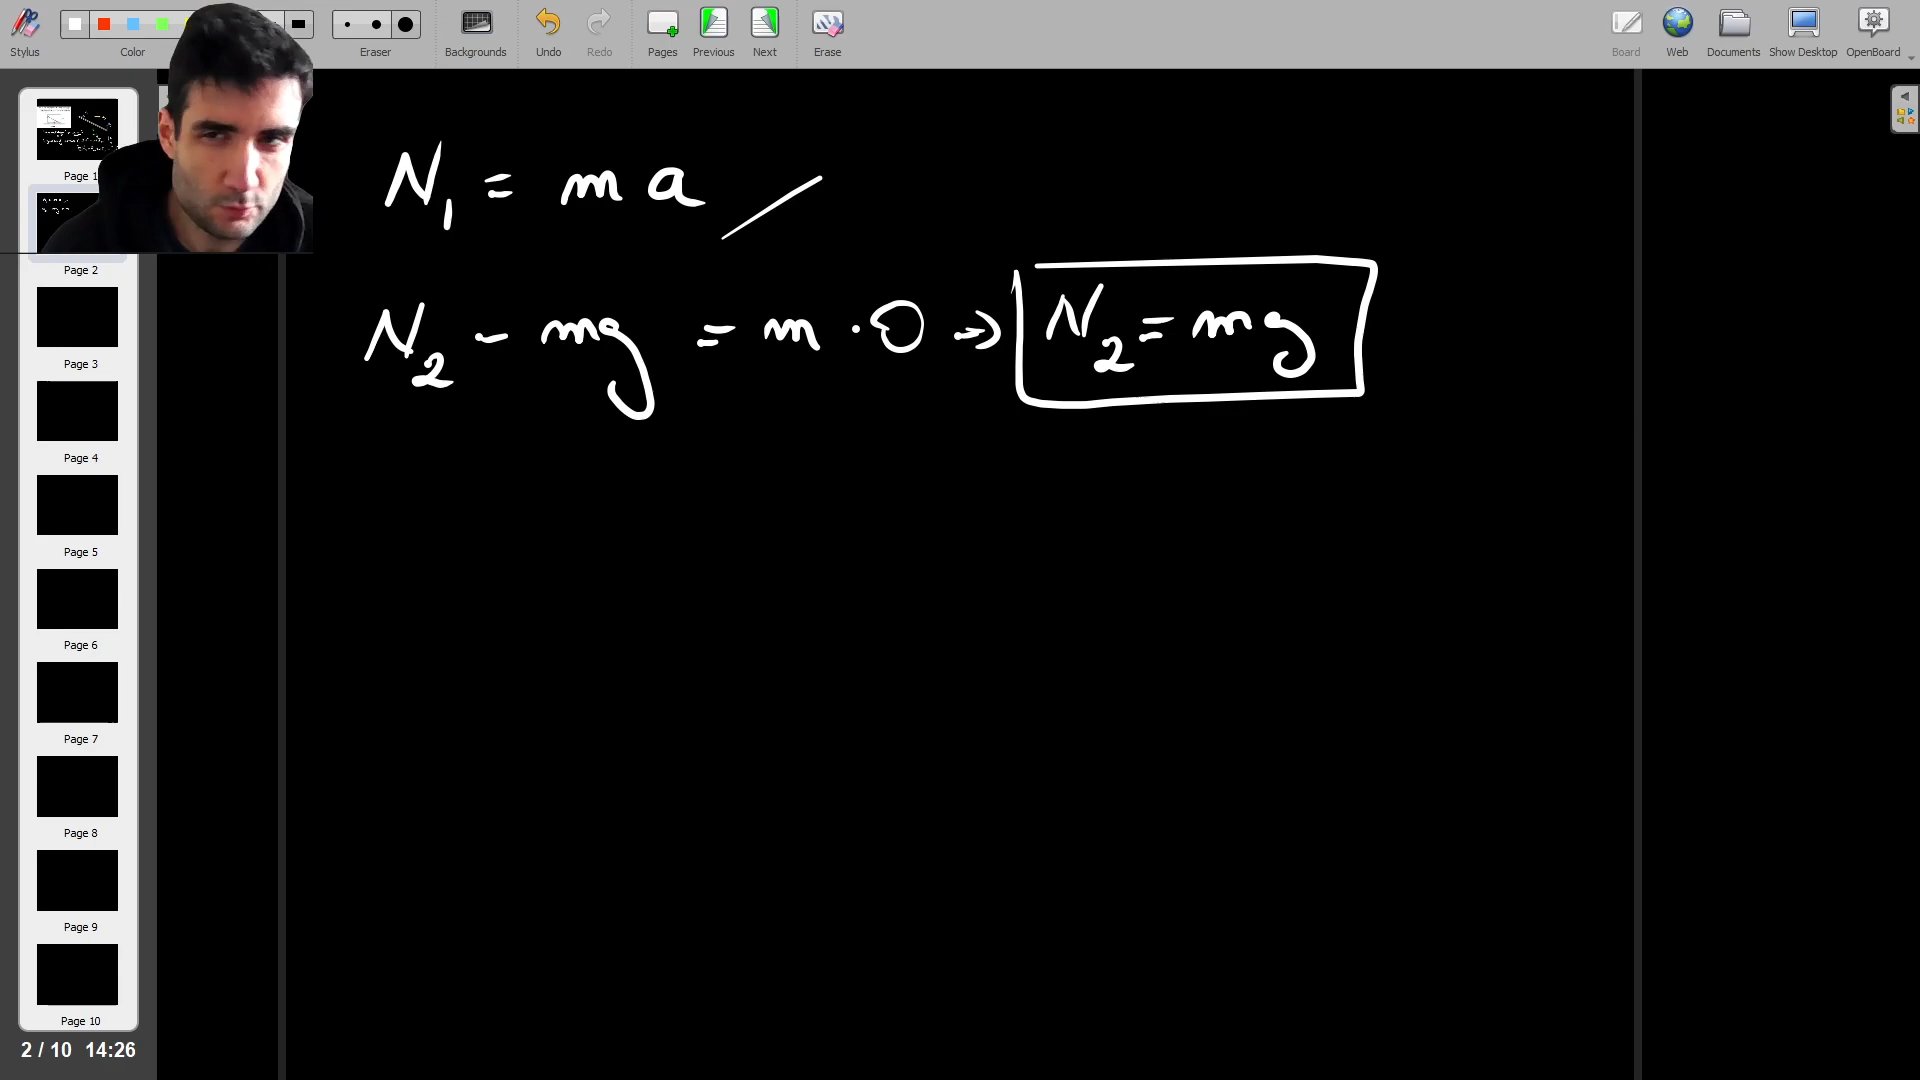 Stylus
Color
Eraser
Backgrounds
Undo
Redo
Pages
Previous
Next
Erase
Board
Web
Documents
Show Desktop
OpenBoard
Page 1
Page 2
Page 3
Page 4
Page 5
Page 6
Page 7
Page 8
Page 9
Page 10
2 / 10 14:26
N₁ = m a
N₂ - mg = m · 0 → N₂ = mg